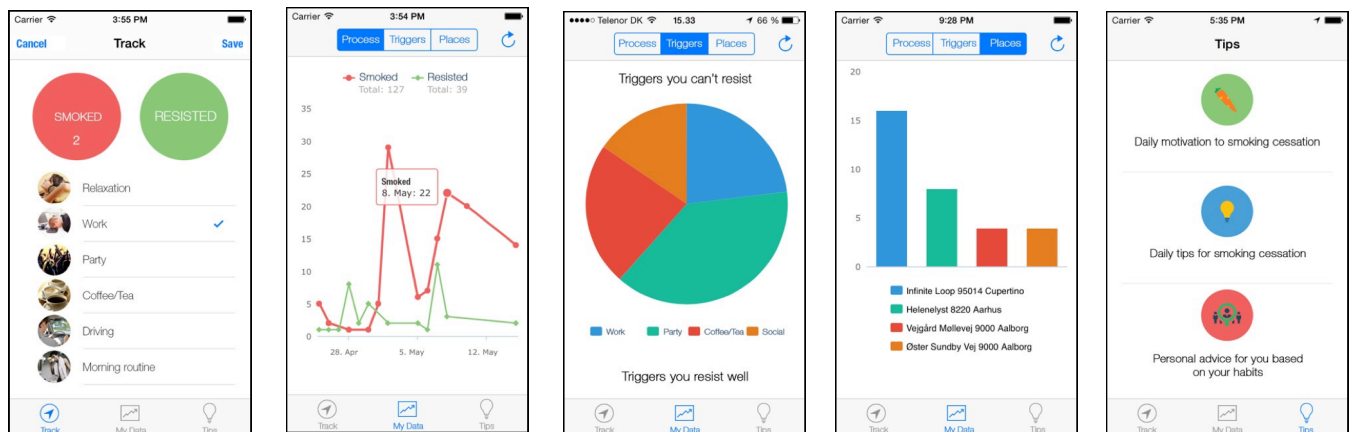 Carrier 3:55 PM
Cancel Track Save
SMOKED
2
RESISTED
Relaxation
Work
Party
Coffee/Tea
Driving
Morning routine
Track My Data Tips
Carrier 3:54 PM
Process Triggers Places
Smoked Resisted
Total: 127 Total: 39
35
30
25
20
15
10
5
0
Smoked
8. May: 22
28. Apr 5. May 12. May
Track My Data Tips
Telenor DK 15.33 66 %
Process Triggers Places
Triggers you can't resist
Work Party Coffee/Tea Social
Triggers you resist well
Track My Data Tips
Carrier 9:28 PM
Process Triggers Places
20
15
10
5
0
Infinite Loop 95014 Cupertino
Helenelyst 8220 Aarhus
Vejgård Møllevej 9000 Aalborg
Øster Sundby Vej 9000 Aalborg
Track My Data Tips
Carrier 5:35 PM
Tips
Daily motivation to smoking cessation
Daily tips for smoking cessation
Personal advice for you based
on your habits
Track My Data Tips